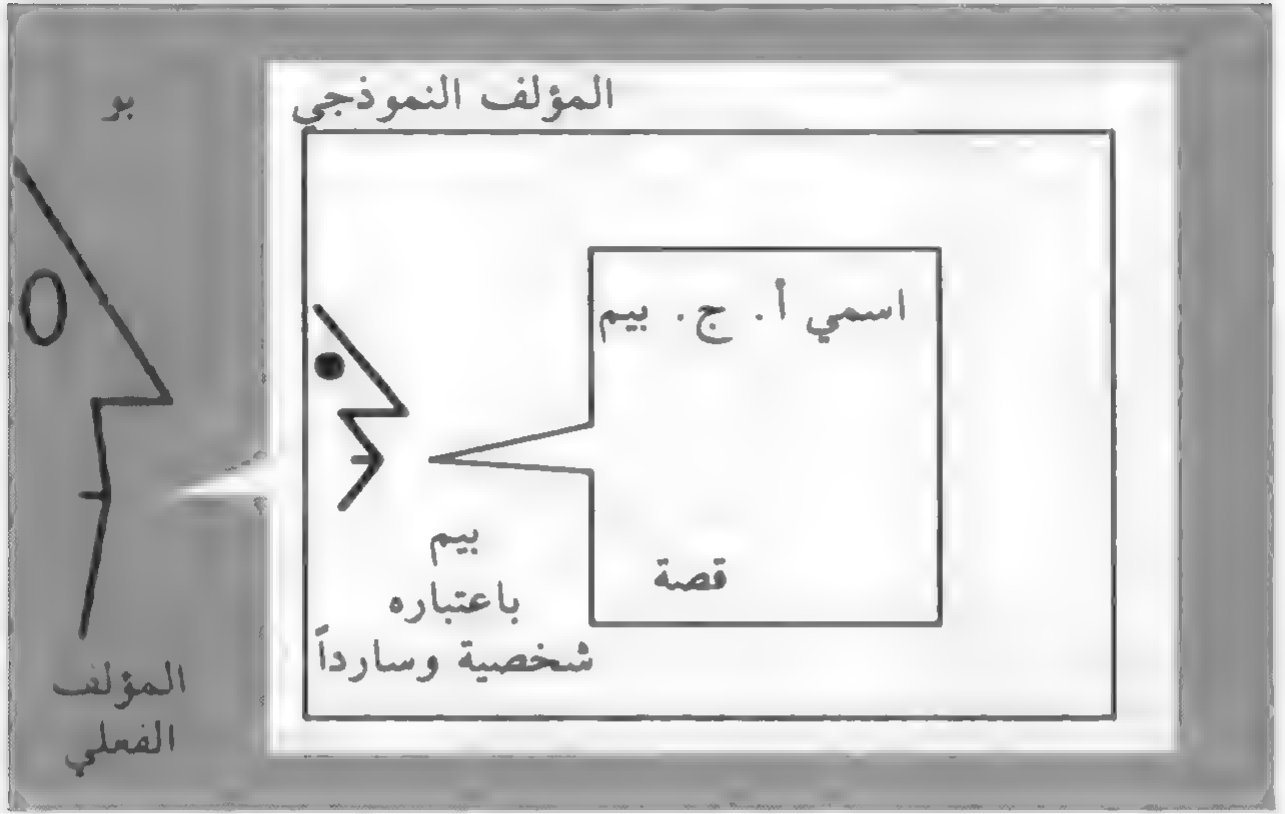 بو
المؤلف النموذجي
اسمي أ. ج. بيم
قصة
بيم
باعتباره
شخصية وسارداً
المؤلف
الفعلي